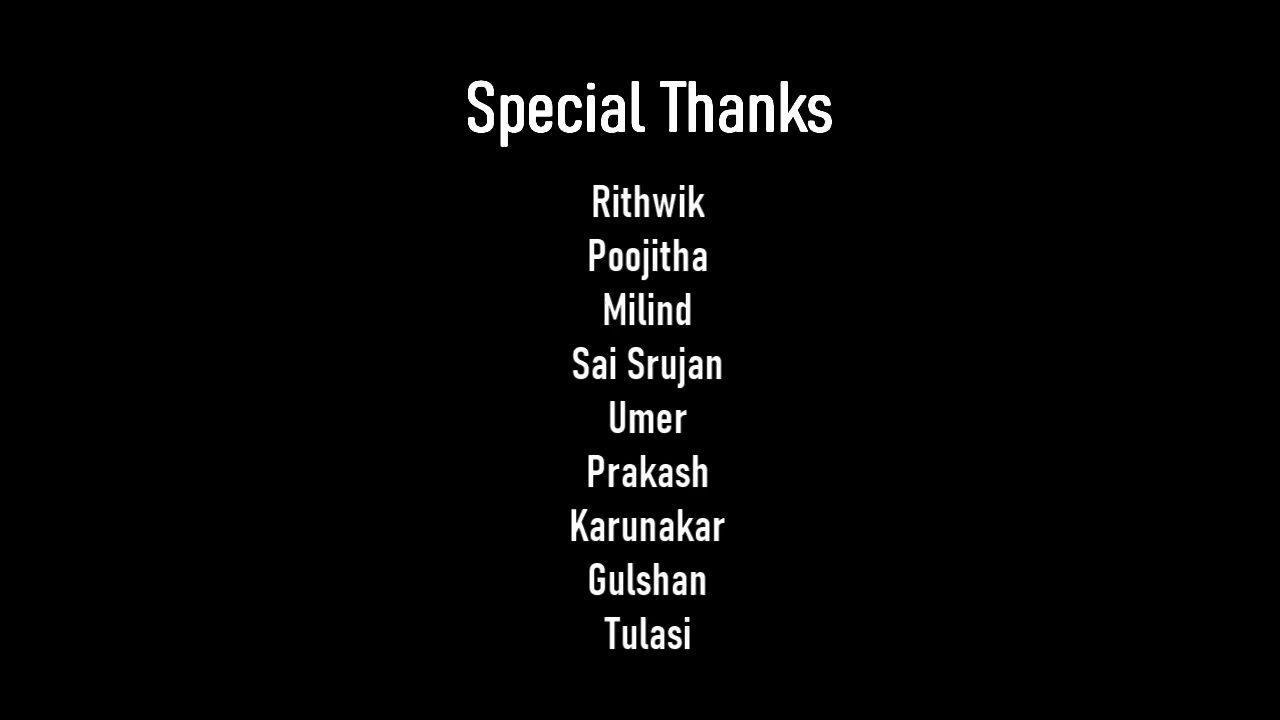 Special Thanks
Rithwik
Poojitha
Milind
Sai Srujan
Umer
Prakash
Karunakar
Gulshan
Tulasi